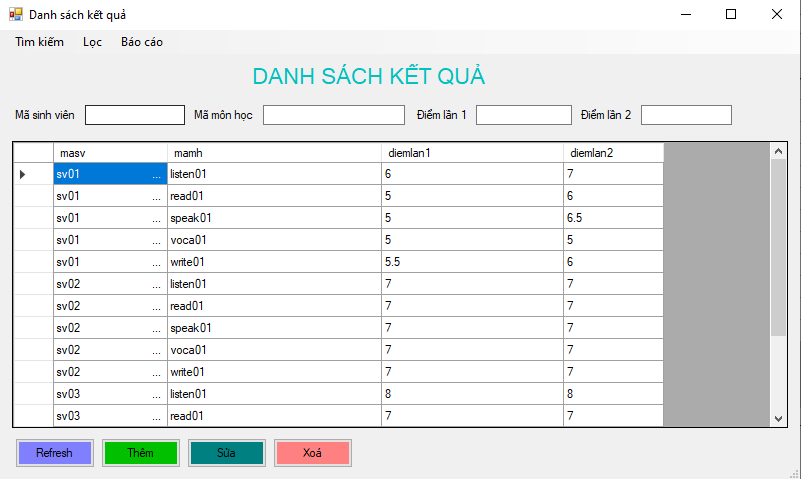 Danh sách kết quả
Tìm kiếm Lọc Báo cáo
DANH SÁCH KẾT QUẢ
Mã sinh viên Mã môn học Điểm lần 1 Điểm lần 2
masv mamh diemlan1 diemlan2
sv01 ... listen01 6 7
sv01 ... read01 5 6
sv01 ... speak01 5 6.5
sv01 ... voca01 5 5
sv01 ... write01 5.5 6
sv02 ... listen01 7 7
sv02 ... read01 7 7
sv02 ... speak01 7 7
sv02 ... voca01 7 7
sv02 ... write01 7 7
sv03 ... listen01 8 8
sv03 ... read01 7 7
Refresh Thêm Sửa Xoá